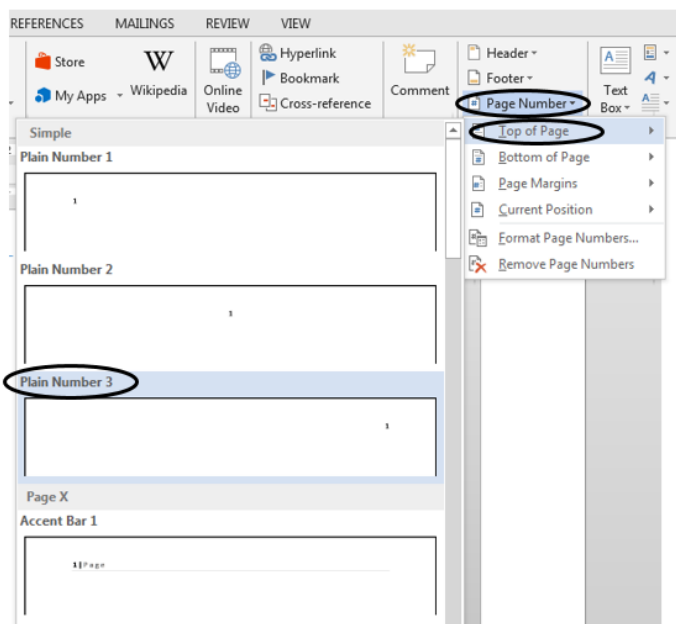 REFERENCES MAILINGS REVIEW VIEW
Store
My Apps
W
Wikipedia
Online
Video
Hyperlink
Bookmark
Cross-reference
Comment
Header
Footer
Page Number
A
Text
Box
A
A
Top of Page
Bottom of Page
Page Margins
Current Position
Format Page Numbers...
Remove Page Numbers
Simple
Plain Number 1
1
Plain Number 2
1
Plain Number 3
1
Page X
Accent Bar 1
1|Page